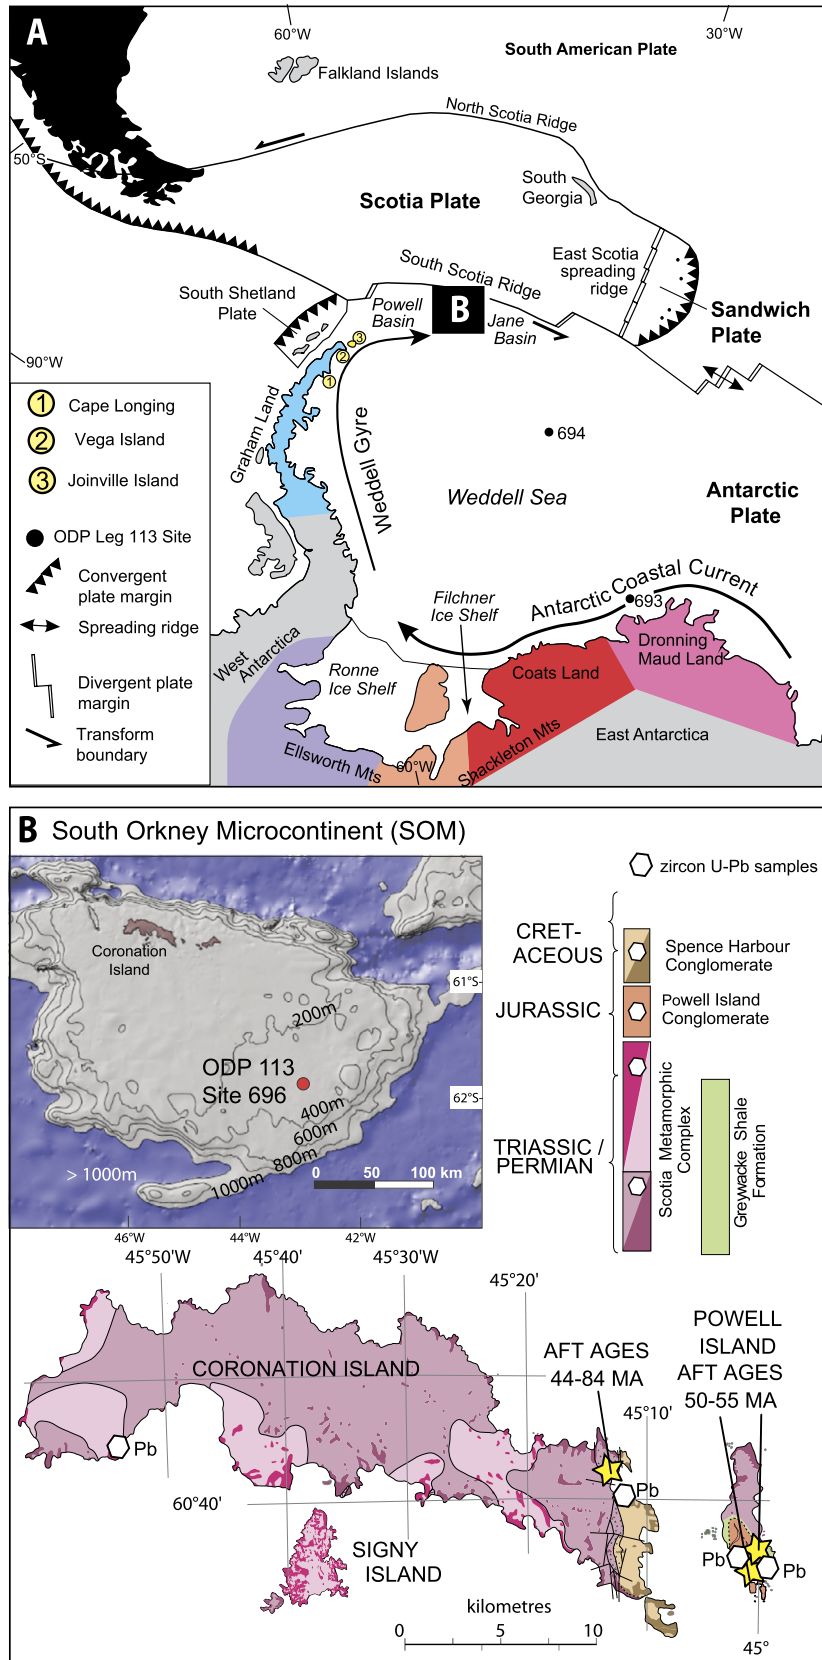 A
60°W
30°W
South American Plate
Falkland Islands
North Scotia Ridge
50°S
South
Georgia
Scotia Plate
East Scotia
spreading
ridge
South Scotia Ridge
South Shetland
Plate
Powell
Basin
B
Jane
Basin
Sandwich
Plate
90°W
3
2
1
1 Cape Longing
2 Vega Island
3 Joinville Island
ODP Leg 113 Site
Convergent
plate margin
Spreading ridge
Divergent plate
margin
Transform
boundary
Graham Land
Weddell Gyre
694
Weddell Sea
Antarctic
Plate
Antarctic Coastal Current
693
Filchner
Ice Shelf
West
Antarctica
Ronne
Ice Shelf
Dronning
Maud Land
Coats Land
East Antarctica
Ellsworth Mts
60°W
Shackleton Mts
B South Orkney Microcontinent (SOM)
Coronation
Island
61°S
200m
ODP 113
Site 696
62°S
400m
600m
800m
1000m
> 1000m
0 50 100 km
46°W
44°W
42°W
zircon U-Pb samples
CRET-
ACEOUS
Spence Harbour
Conglomerate
JURASSIC
Powell Island
Conglomerate
TRIASSIC /
PERMIAN
Scotia Metamorphic
Complex
Greywacke Shale
Formation
45°50'W
45°40'
45°30'W
45°20'
CORONATION ISLAND
AFT AGES
44-84 MA
POWELL
ISLAND
AFT AGES
50-55 MA
45°10'
Pb
Pb
60°40'
SIGNY
ISLAND
Pb
Pb
kilometres
0 5 10
45°